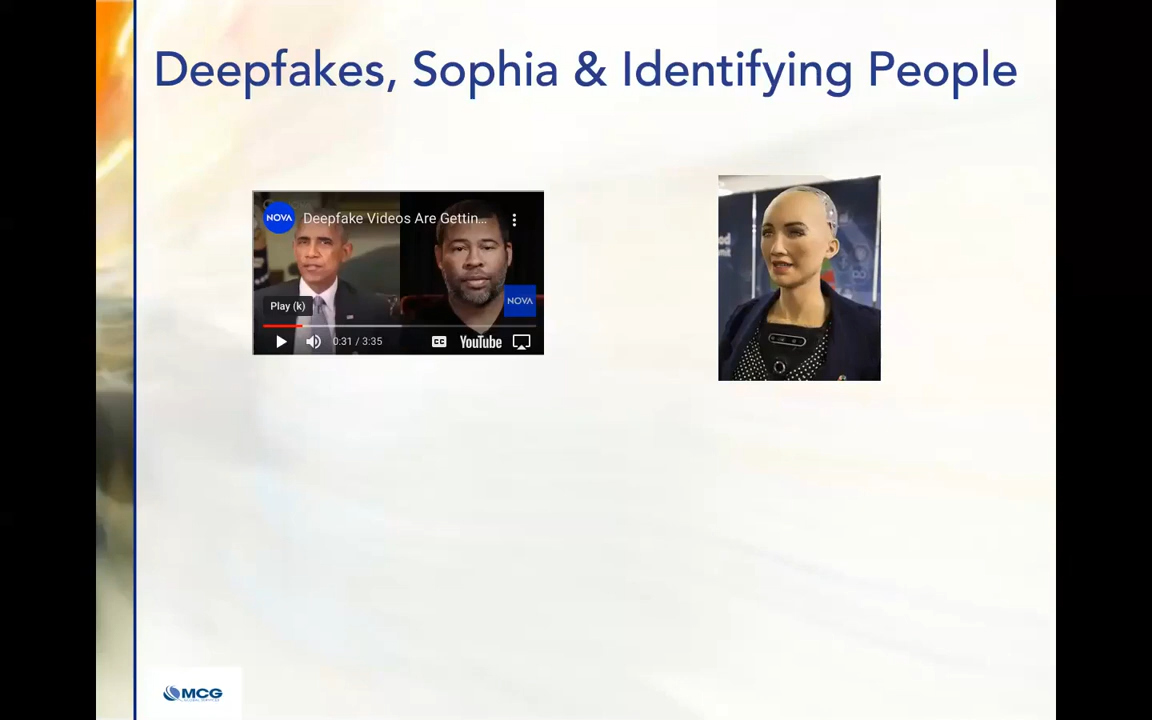 Deepfakes, Sophia & Identifying People
NOVA
Deepfake Videos Are Gettin...
NOVA
Play (k)
0:31 / 3:35
CC
YouTube
MCG